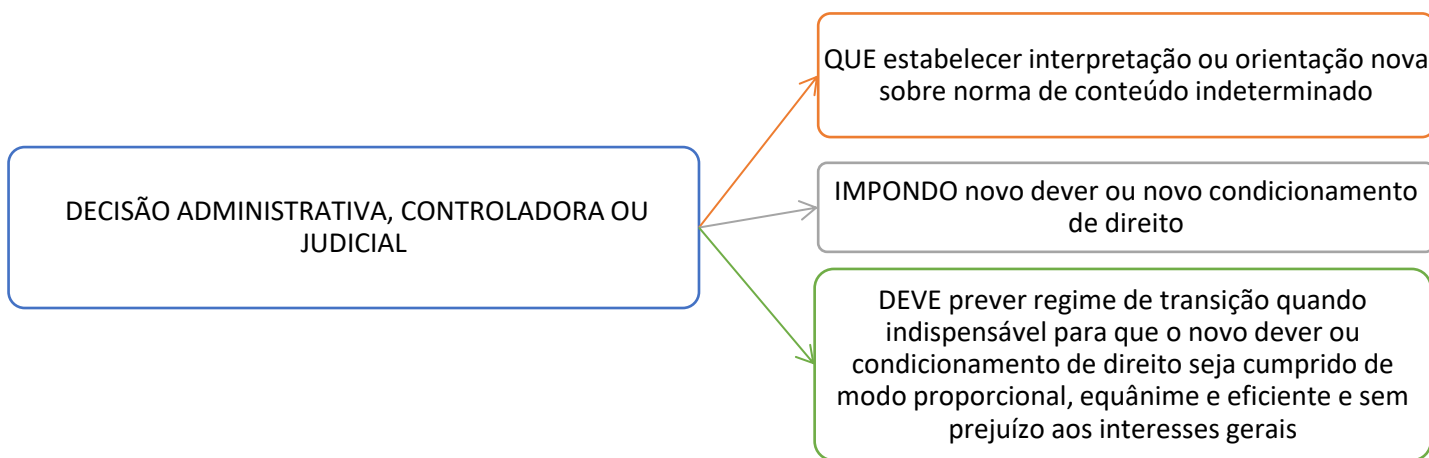 DECISÃO ADMINISTRATIVA, CONTROLADORA OU
JUDICIAL
QUE estabelecer interpretação ou orientação nova
sobre norma de conteúdo indeterminado
IMPONDO novo dever ou novo condicionamento
de direito
DEVE prever regime de transição quando
indispensável para que o novo dever ou
condicionamento de direito seja cumprido de
modo proporcional, equânime e eficiente e sem
prejuízo aos interesses gerais